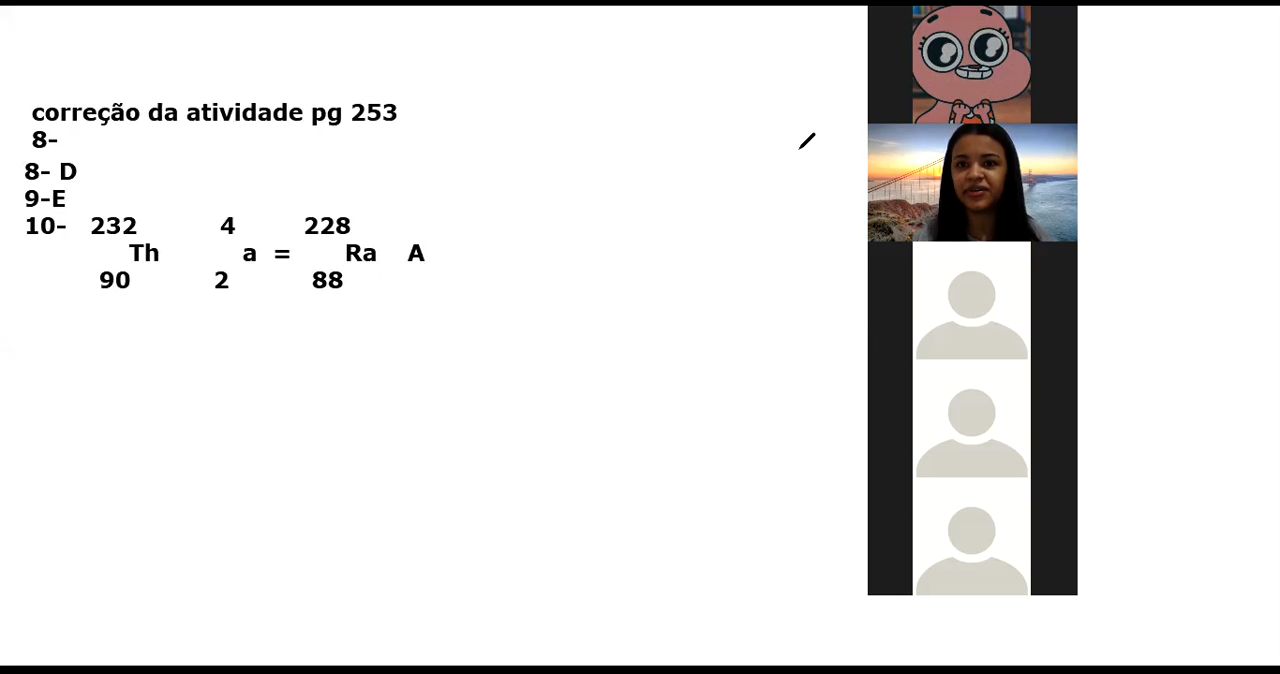 correção da atividade pg 253
8-
8- D
9-E
10- 232 4 228
Th a = Ra A
90 2 88